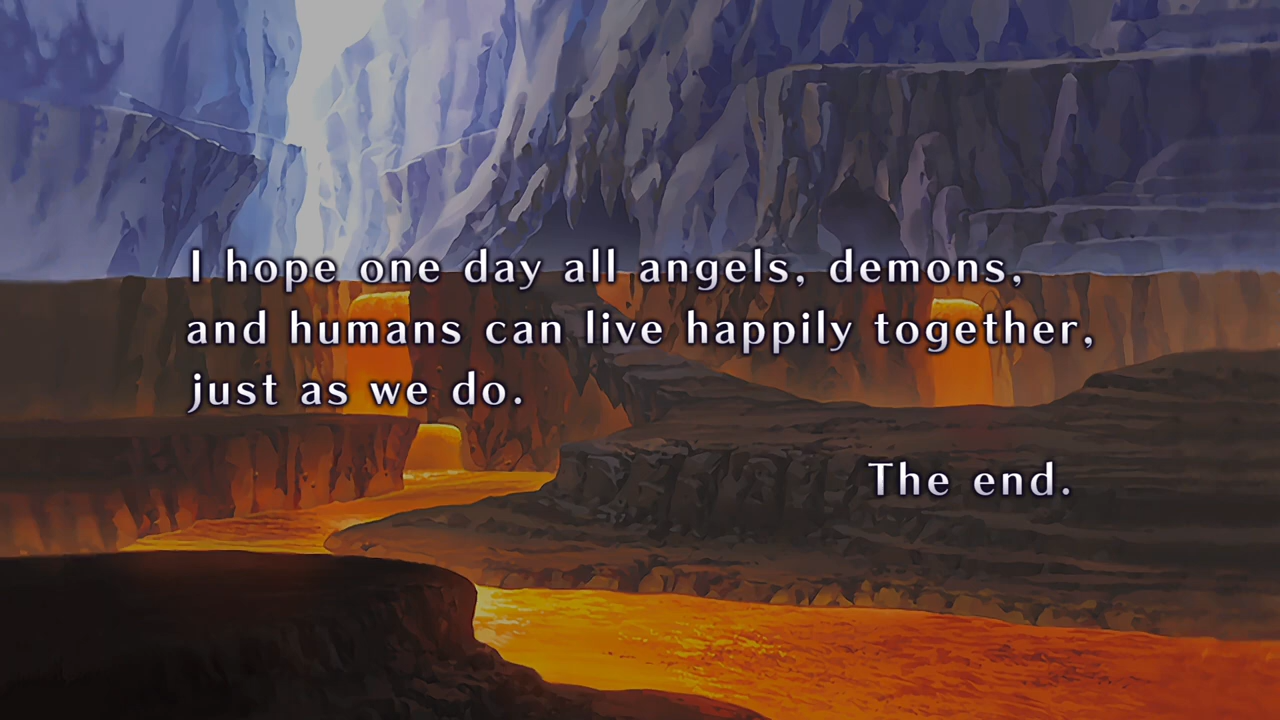 I hope one day all angels, demons,
and humans can live happily together,
just as we do.
The end.